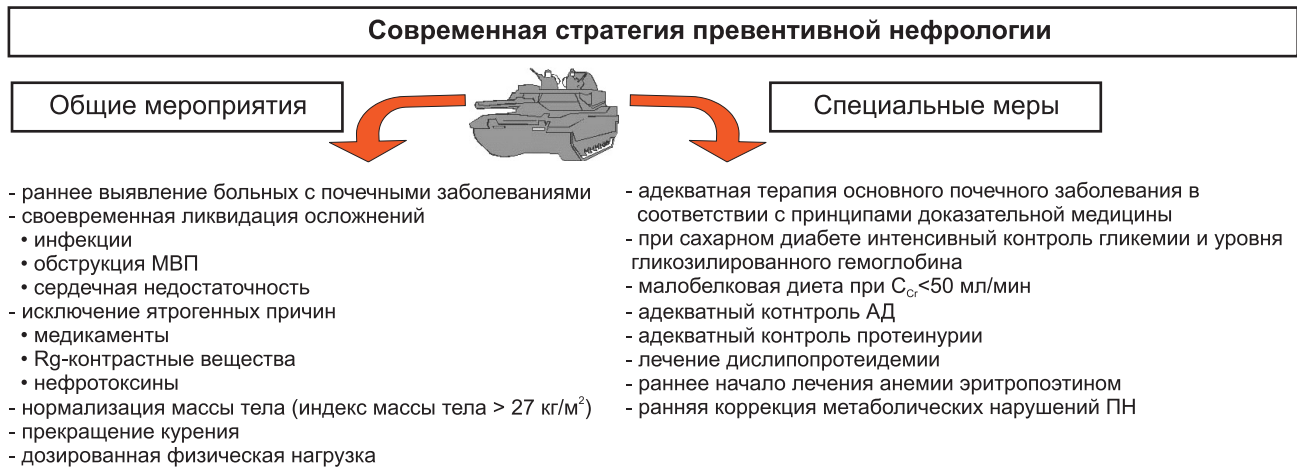 Современная стратегия превентивной нефрологии
Общие мероприятия
- раннее выявление больных с почечными заболеваниями
- своевременная ликвидация осложнений
• инфекции
• обструкция МВП
• сердечная недостаточность
- исключение ятрогенных причин
• медикаменты
• Rg-контрастные вещества
• нефротоксины
- нормализация массы тела (индекс массы тела > 27 кг/м²)
- прекращение курения
- дозированная физическая нагрузка
Специальные меры
- адекватная терапия основного почечного заболевания в
соответствии с принципами доказательной медицины
- при сахарном диабете интенсивный контроль гликемии и уровня
гликозилированного гемоглобина
- малобелковая диета при C_Cr<50 мл/мин
- адекватный котнтроль АД
- адекватный контроль протеинурии
- лечение дислипопротеидемии
- раннее начало лечения анемии эритропоэтином
- ранняя коррекция метаболических нарушений ПН